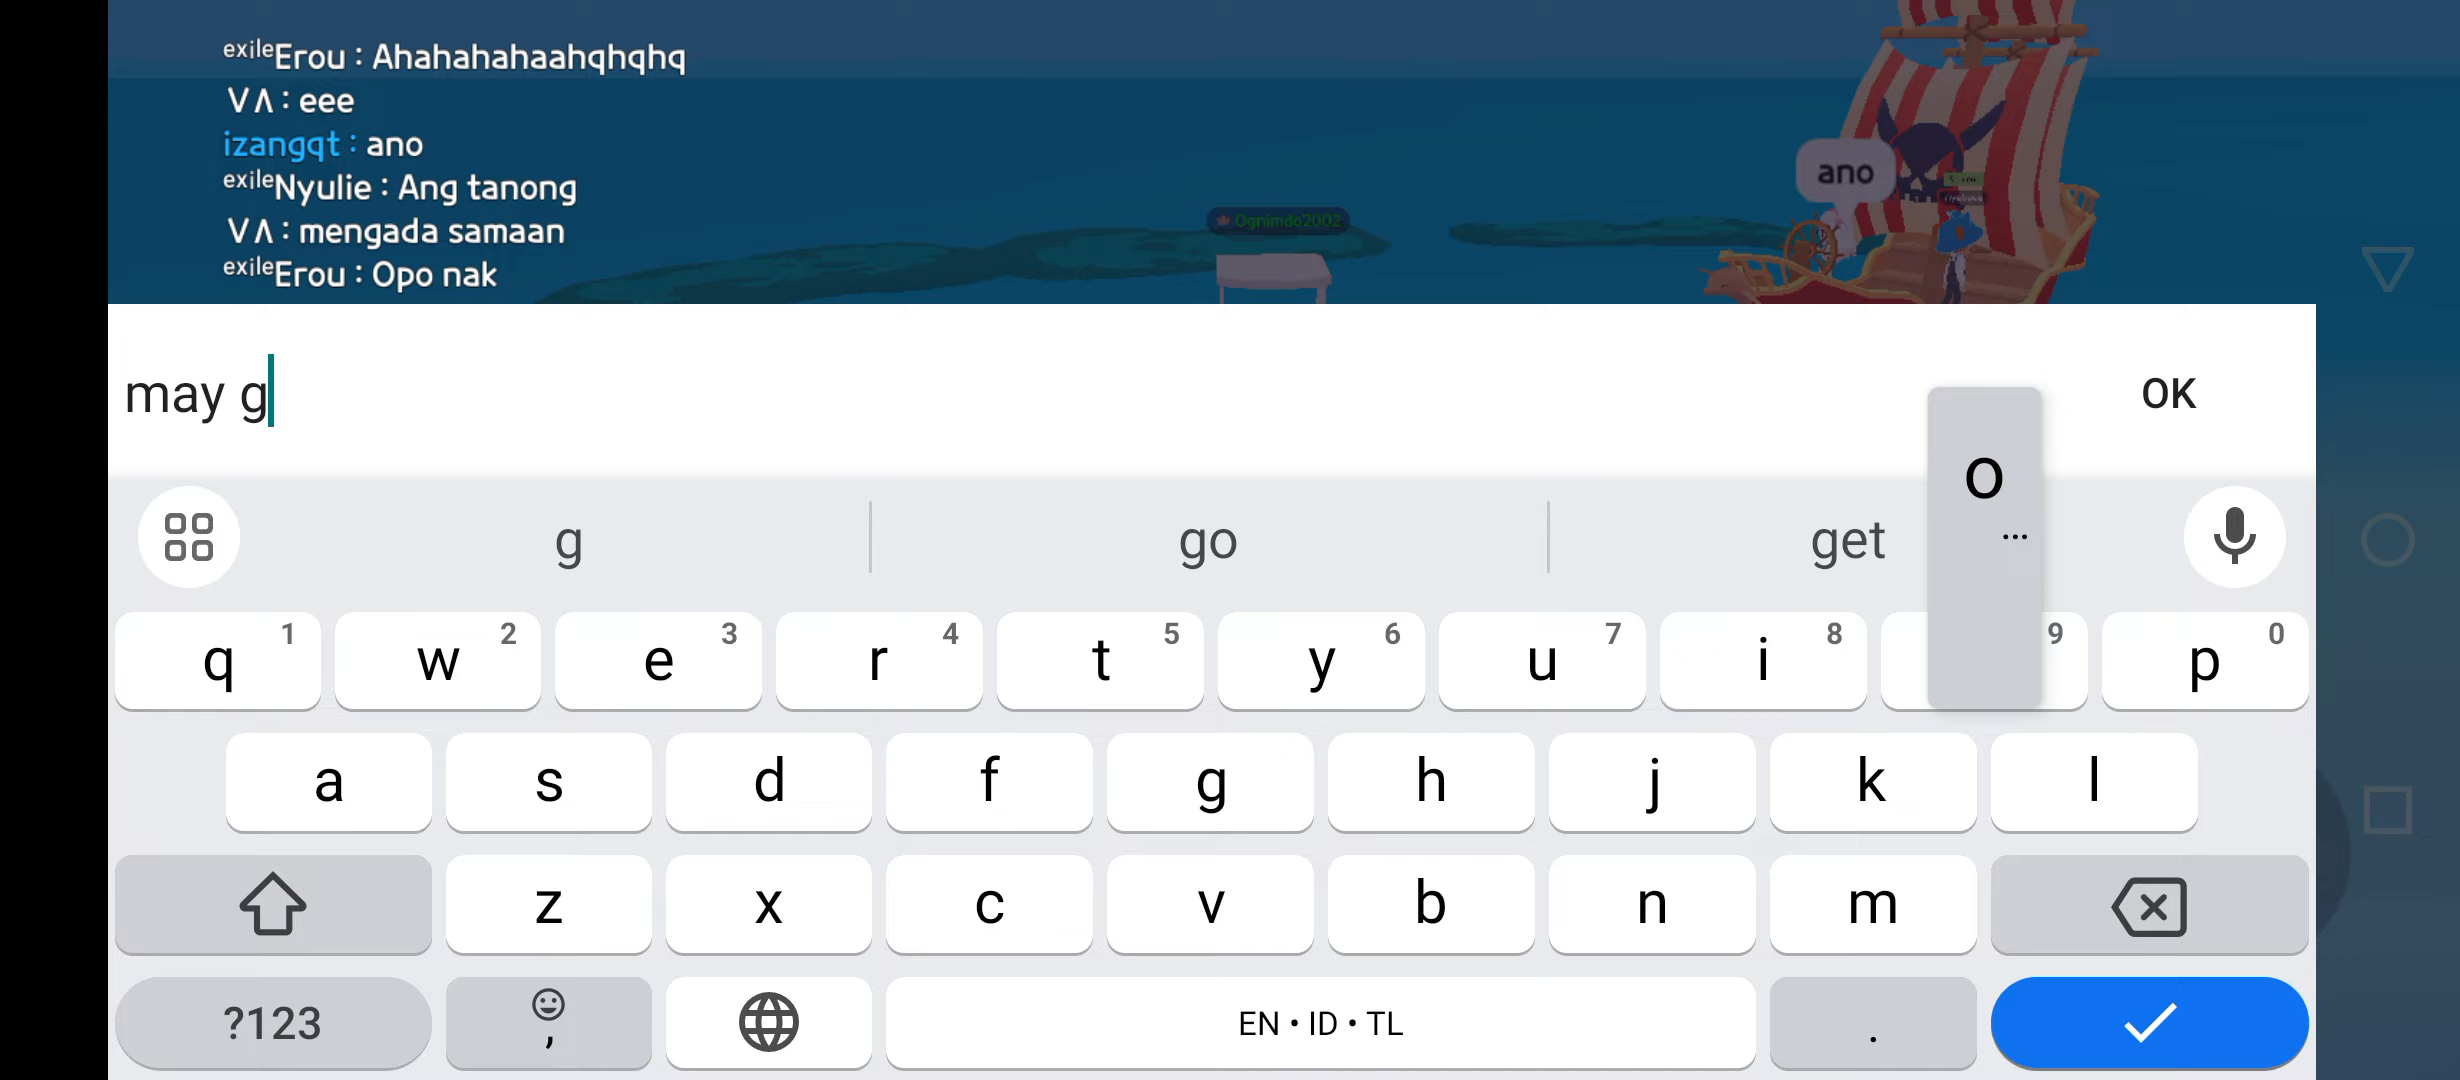 exileErou : Ahahahahaahqhqhq
VΛ : eee
izangqt : ano
exileNyulie : Ang tanong
VΛ : mengada samaan
exileErou : Opo nak
ano
Ognimdo2002
may g
OK
g
go
get
o
...
q 1 w 2 e 3 r 4 t 5 y 6 u 7 i 8 9 p 0
a s d f g h j k l
z x c v b n m
?123
,
EN • ID • TL
.